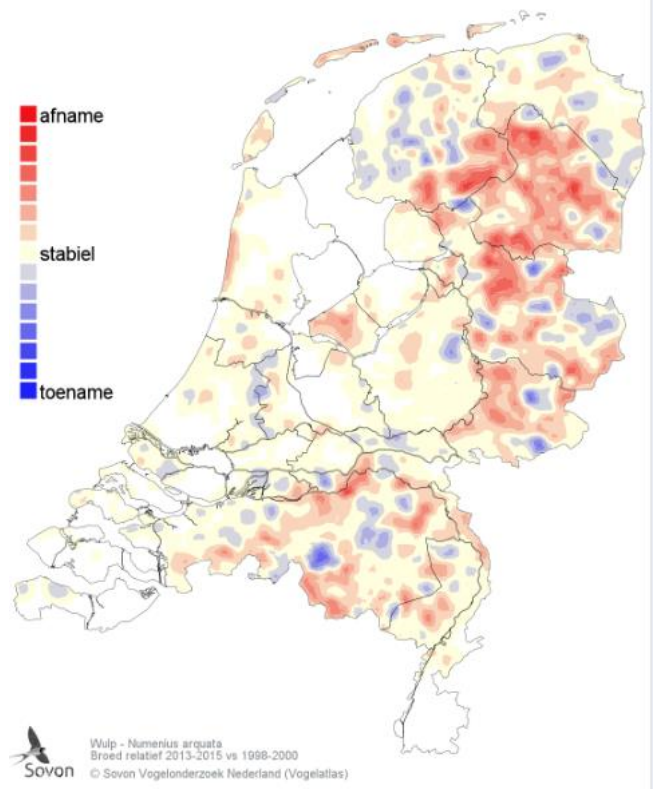 afname
stabiel
toename
Wulp - Numenius arquata
Broed relatief 2013-2015 vs 1998-2000
© Sovon Vogelonderzoek Nederland (Vogelatlas)
Sovon